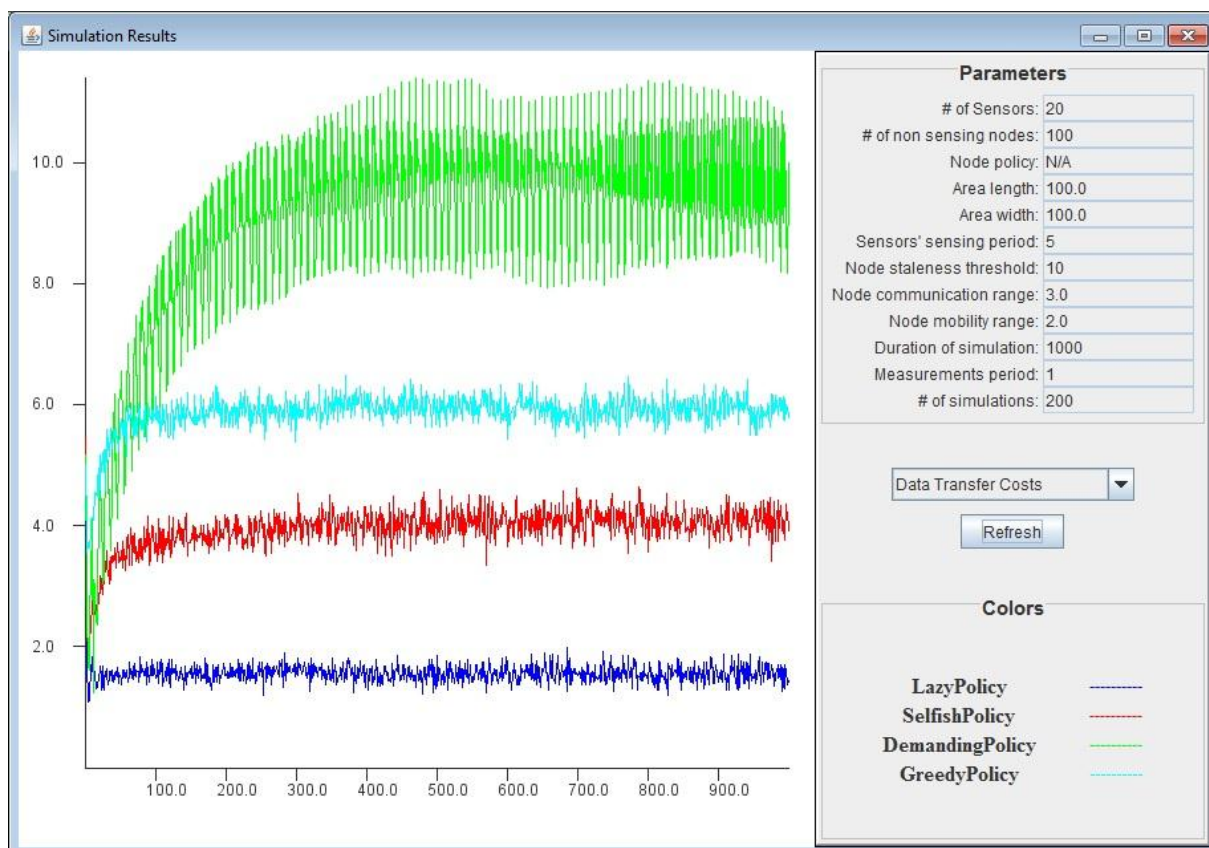 Simulation Results
10.0
8.0
6.0
4.0
2.0
100.0 200.0 300.0 400.0 500.0 600.0 700.0 800.0 900.0
Parameters
# of Sensors: 20
# of non sensing nodes: 100
Node policy: N/A
Area length: 100.0
Area width: 100.0
Sensors' sensing period: 5
Node staleness threshold: 10
Node communication range: 3.0
Node mobility range: 2.0
Duration of simulation: 1000
Measurements period: 1
# of simulations: 200
Data Transfer Costs
Refresh
Colors
LazyPolicy
SelfishPolicy
DemandingPolicy
GreedyPolicy